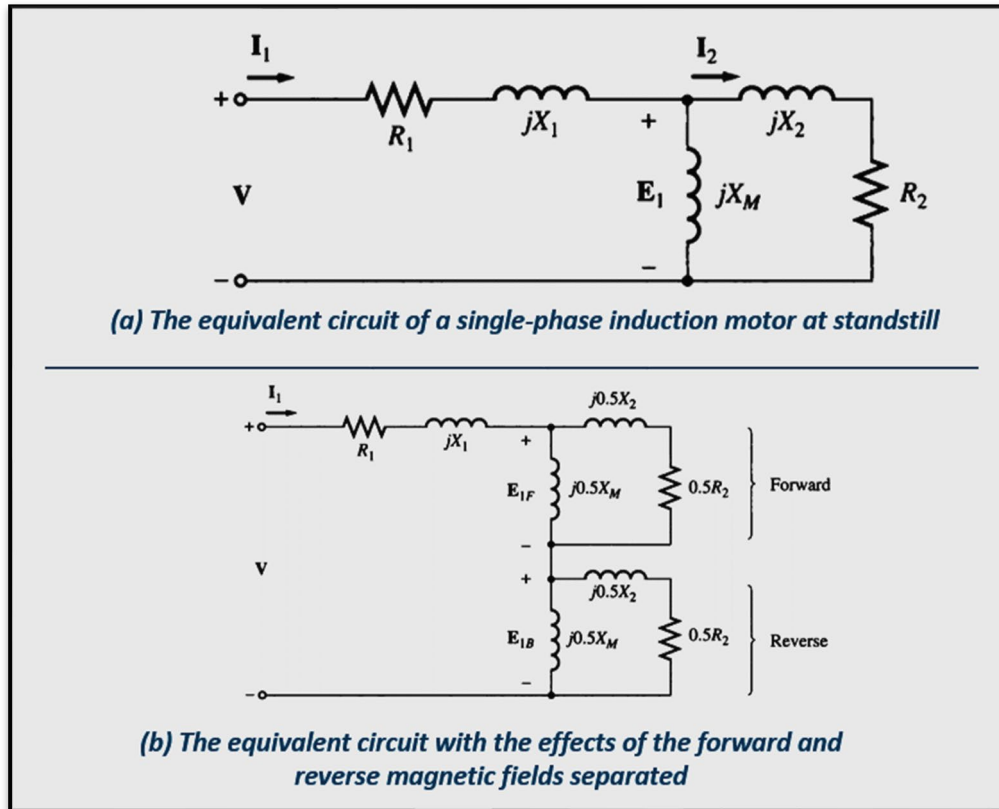 I₁
I₂
+
R₁
jX₁
+
jX₂
V
E₁
jX_M
R₂
–
–
(a) The equivalent circuit of a single-phase induction motor at standstill
I₁
j0.5X₂
+
R₁
jX₁
+
E₁F
j0.5X_M
0.5R₂
Forward
–
V
+
j0.5X₂
E₁B
j0.5X_M
0.5R₂
Reverse
–
–
(b) The equivalent circuit with the effects of the forward and
reverse magnetic fields separated